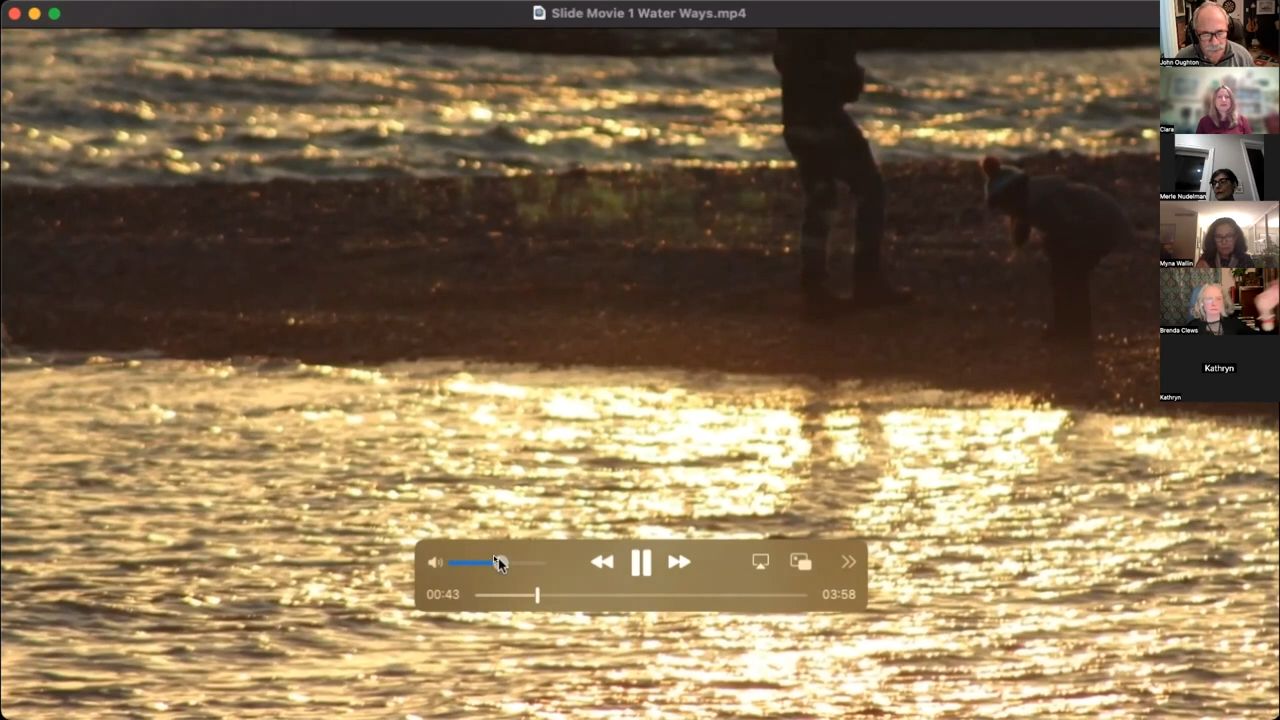 Slide Movie 1 Water Ways.mp4
John Oughton
Clara
Merle Nudelman
Myna Wallin
Brenda Clews
Kathryn
Kathryn
00:43
03:58